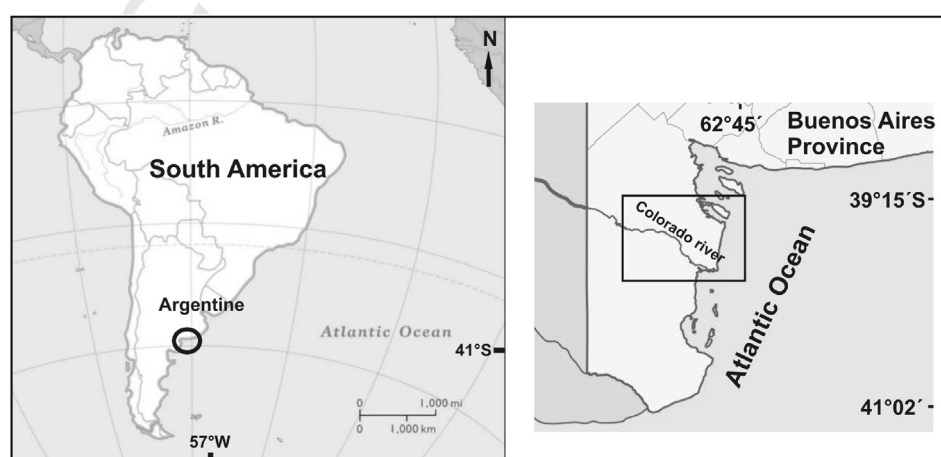 N
Amazon R.
South America
Argentine
Atlantic Ocean
41°S
0 1,000 mi
0 1,000 km
57°W
62°45´
Buenos Aires
Province
39°15´S
Colorado river
Atlantic Ocean
41°02´